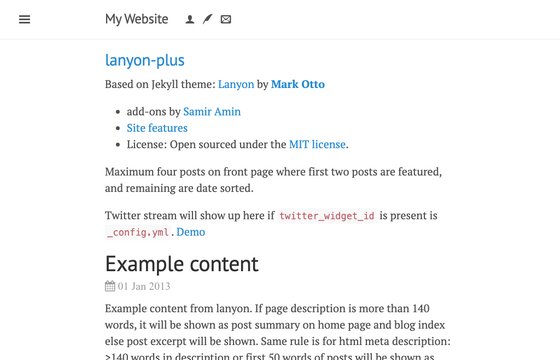 My Website
lanyon-plus
Based on Jekyll theme: Lanyon by Mark Otto
add-ons by Samir Amin
Site features
License: Open sourced under the MIT license.
Maximum four posts on front page where first two posts are featured,
and remaining are date sorted.
Twitter stream will show up here if twitter_widget_id is present is
_config.yml. Demo
Example content
01 Jan 2013
Example content from lanyon. If page description is more than 140
words, it will be shown as post summary on home page and blog index
else post excerpt will be shown. Same rule is for html meta description:
>140 words in description or first 50 words of posts will be shown as